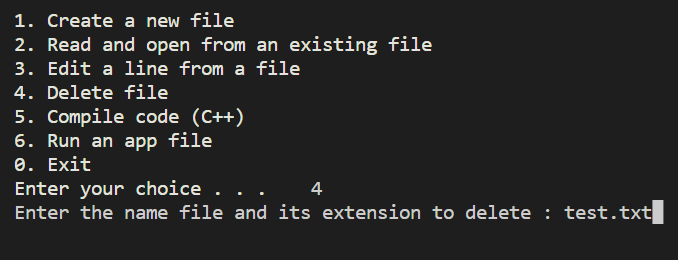 1. Create a new file
2. Read and open from an existing file
3. Edit a line from a file
4. Delete file
5. Compile code (C++)
6. Run an app file
0. Exit
Enter your choice . . .    4
Enter the name file and its extension to delete : test.txt